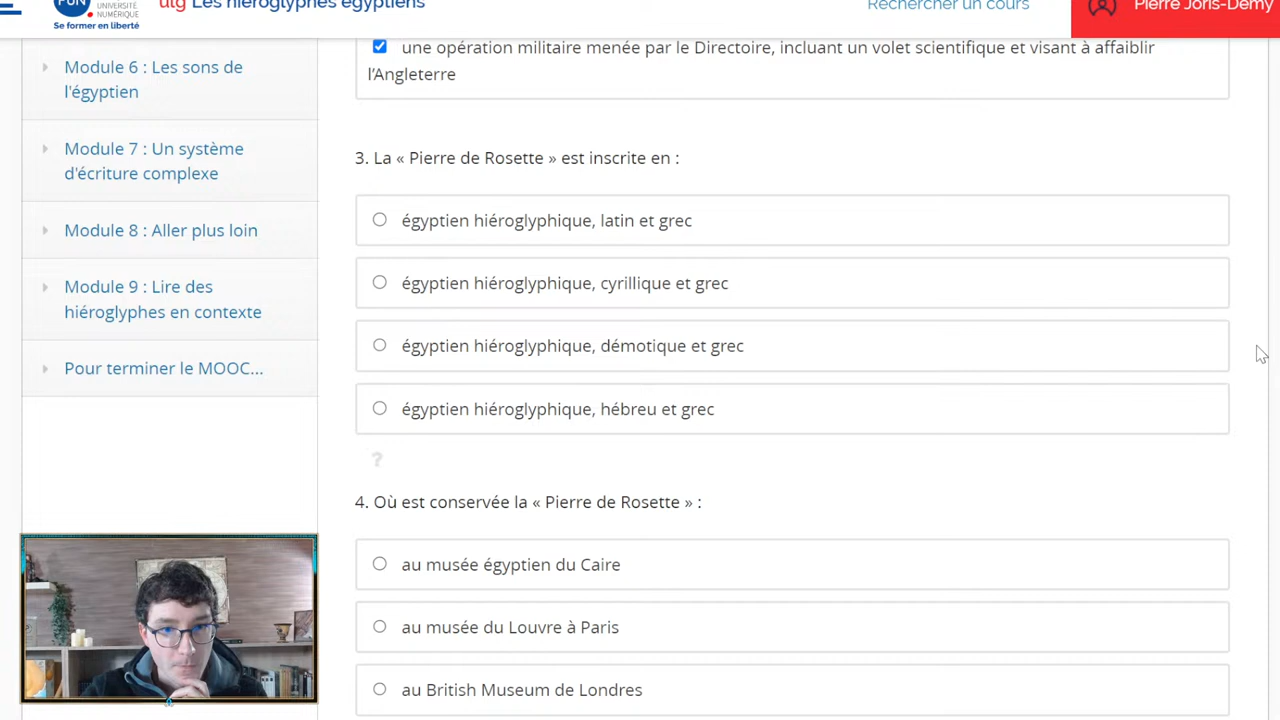 FUN
UNIVERSITÉ
NUMÉRIQUE
Se former en liberté
ulg Les hiéroglyphes égyptiens
Rechercher un cours
Pierre Joris-Demy
Module 6 : Les sons de
l'égyptien
Module 7 : Un système
d'écriture complexe
Module 8 : Aller plus loin
Module 9 : Lire des
hiéroglyphes en contexte
Pour terminer le MOOC...
une opération militaire menée par le Directoire, incluant un volet scientifique et visant à affaiblir
l’Angleterre
3. La « Pierre de Rosette » est inscrite en :
égyptien hiéroglyphique, latin et grec
égyptien hiéroglyphique, cyrillique et grec
égyptien hiéroglyphique, démotique et grec
égyptien hiéroglyphique, hébreu et grec
?
4. Où est conservée la « Pierre de Rosette » :
au musée égyptien du Caire
au musée du Louvre à Paris
au British Museum de Londres